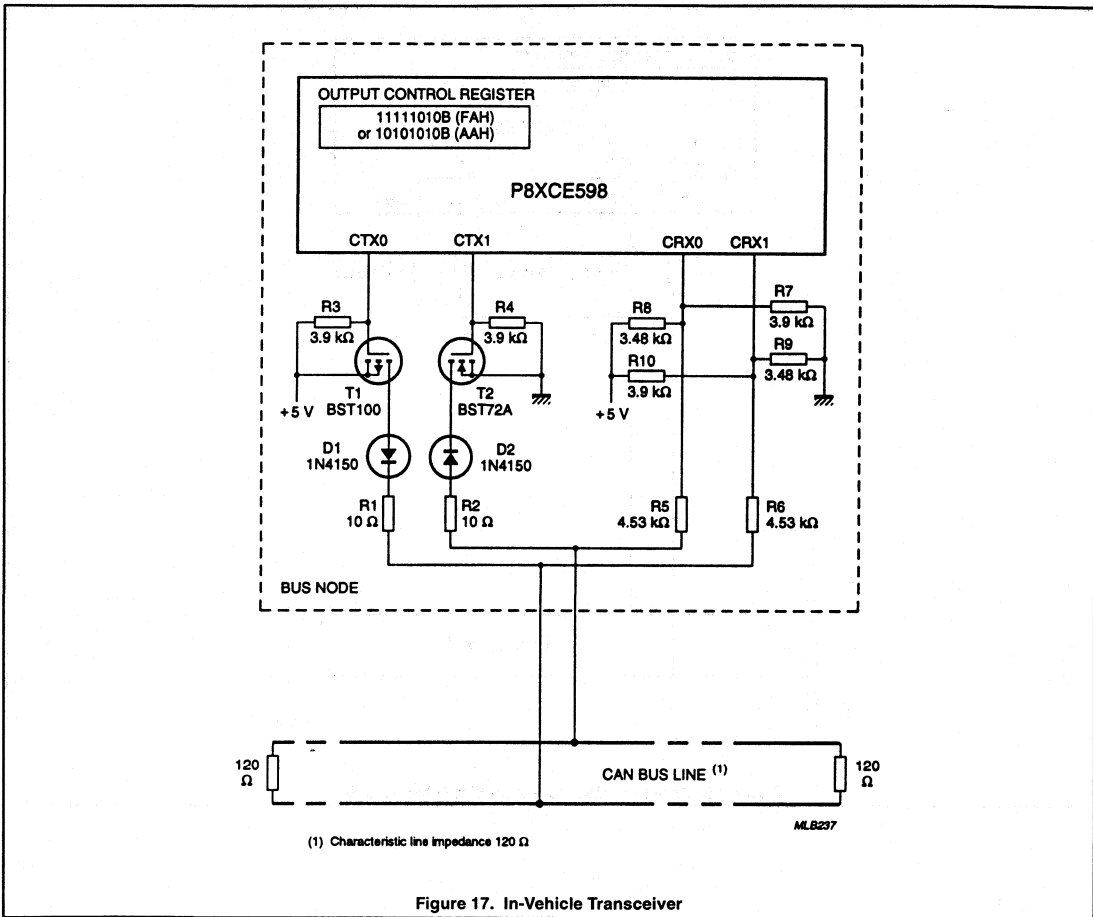 OUTPUT CONTROL REGISTER
11111010B (FAH)
or 10101010B (AAH)
P8XCE598
CTX0
CTX1
CRX0
CRX1
R3
3.9 kΩ
R4
3.9 kΩ
R8
3.48 kΩ
R7
3.9 kΩ
R10
3.9 kΩ
R9
3.48 kΩ
+5 V
T1
BST100
T2
BST72A
+5 V
D1
1N4150
D2
1N4150
R1
10 Ω
R2
10 Ω
R5
4.53 kΩ
R6
4.53 kΩ
BUS NODE
120
Ω
CAN BUS LINE (1)
120
Ω
MLB237
(1) Characteristic line impedance 120 Ω
Figure 17. In-Vehicle Transceiver